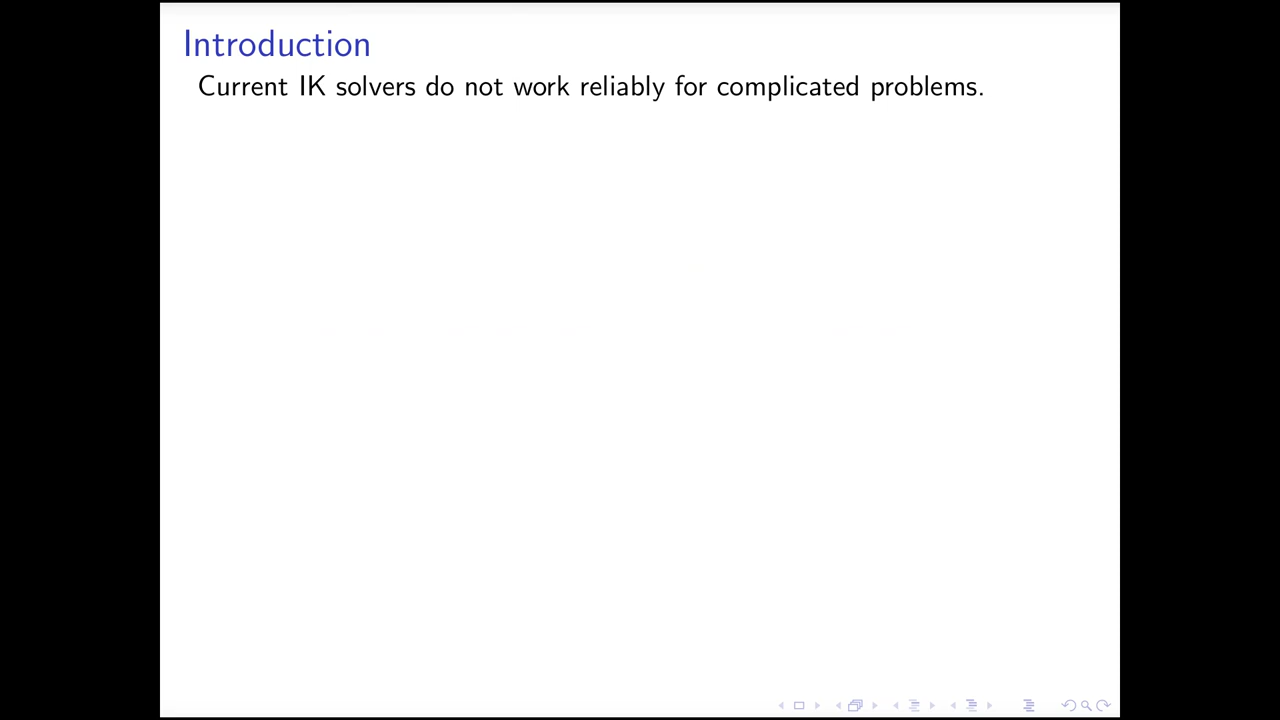 Introduction
Current IK solvers do not work reliably for complicated problems.